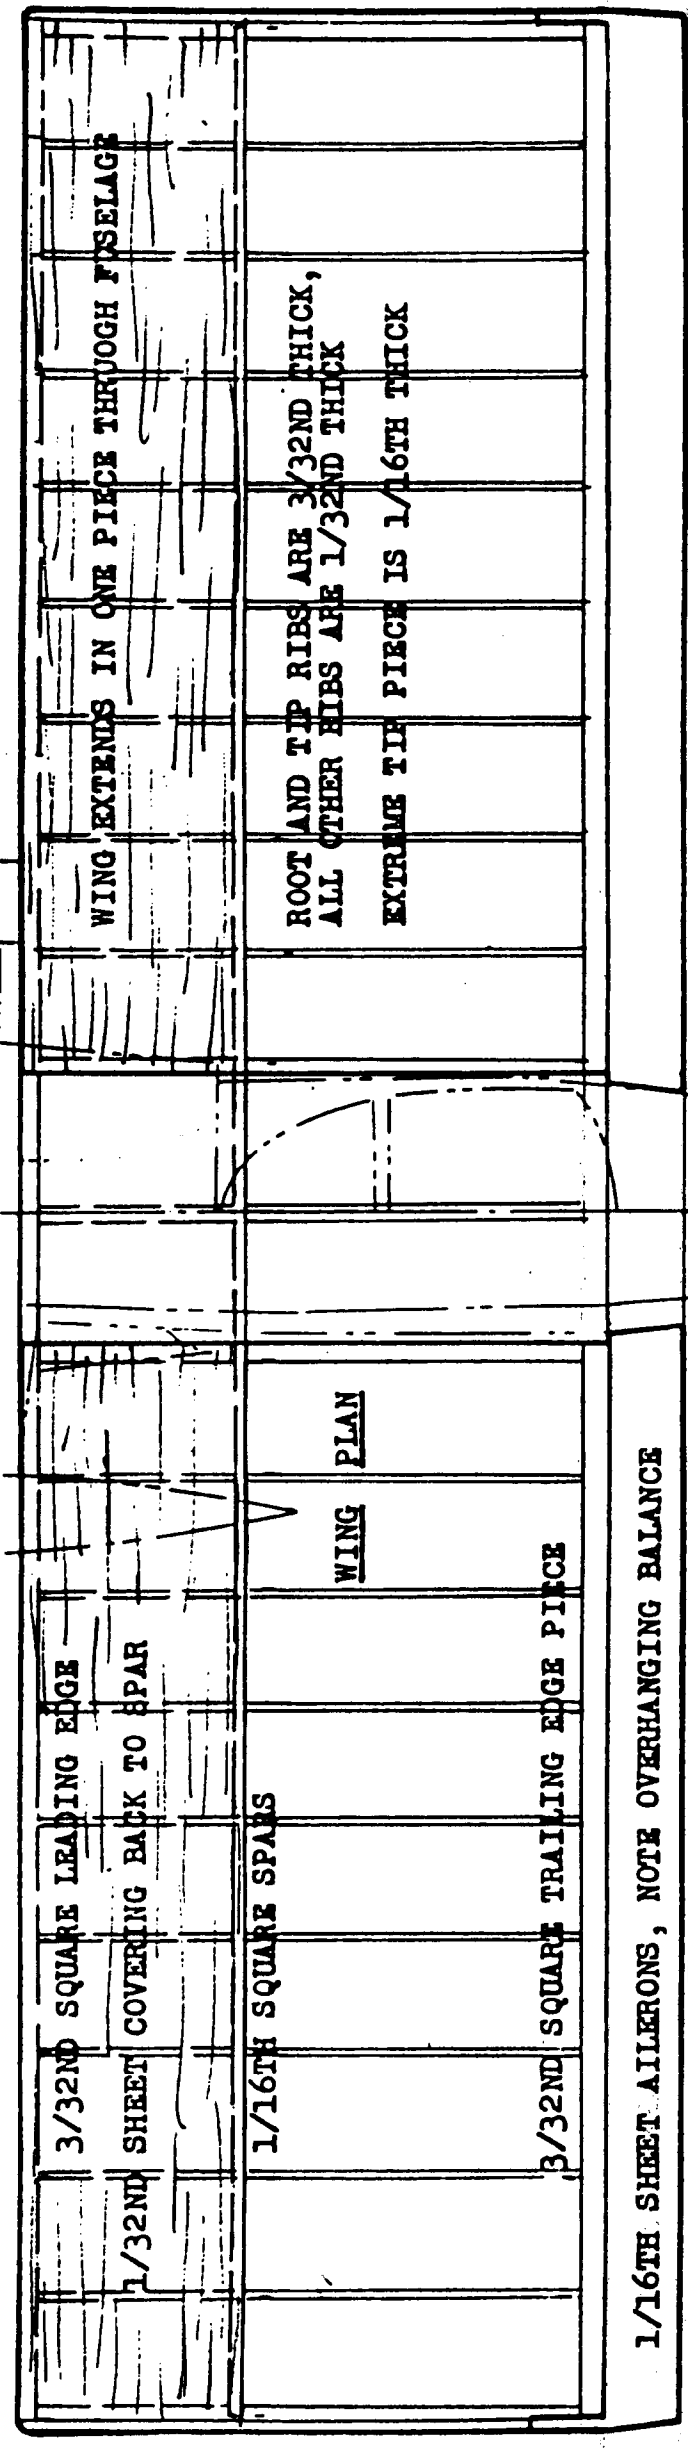 3/32ND SQUARE LEADING EDGE
1/32ND SHEET COVERING BACK TO SPAR
1/16TH SQUARE SPARS
WING PLAN
3/32ND SQUARE TRAILING EDGE PIECE
1/16TH SHEET AILERONS, NOTE OVERHANGING BALANCE
WING EXTENDS IN ONE PIECE THRUOGH FUSELAGE
ROOT AND TIP RIBS ARE 3/32ND THICK,
ALL OTHER RIBS ARE 1/32ND THICK
EXTREME TIP PIECE IS 1/16TH THICK